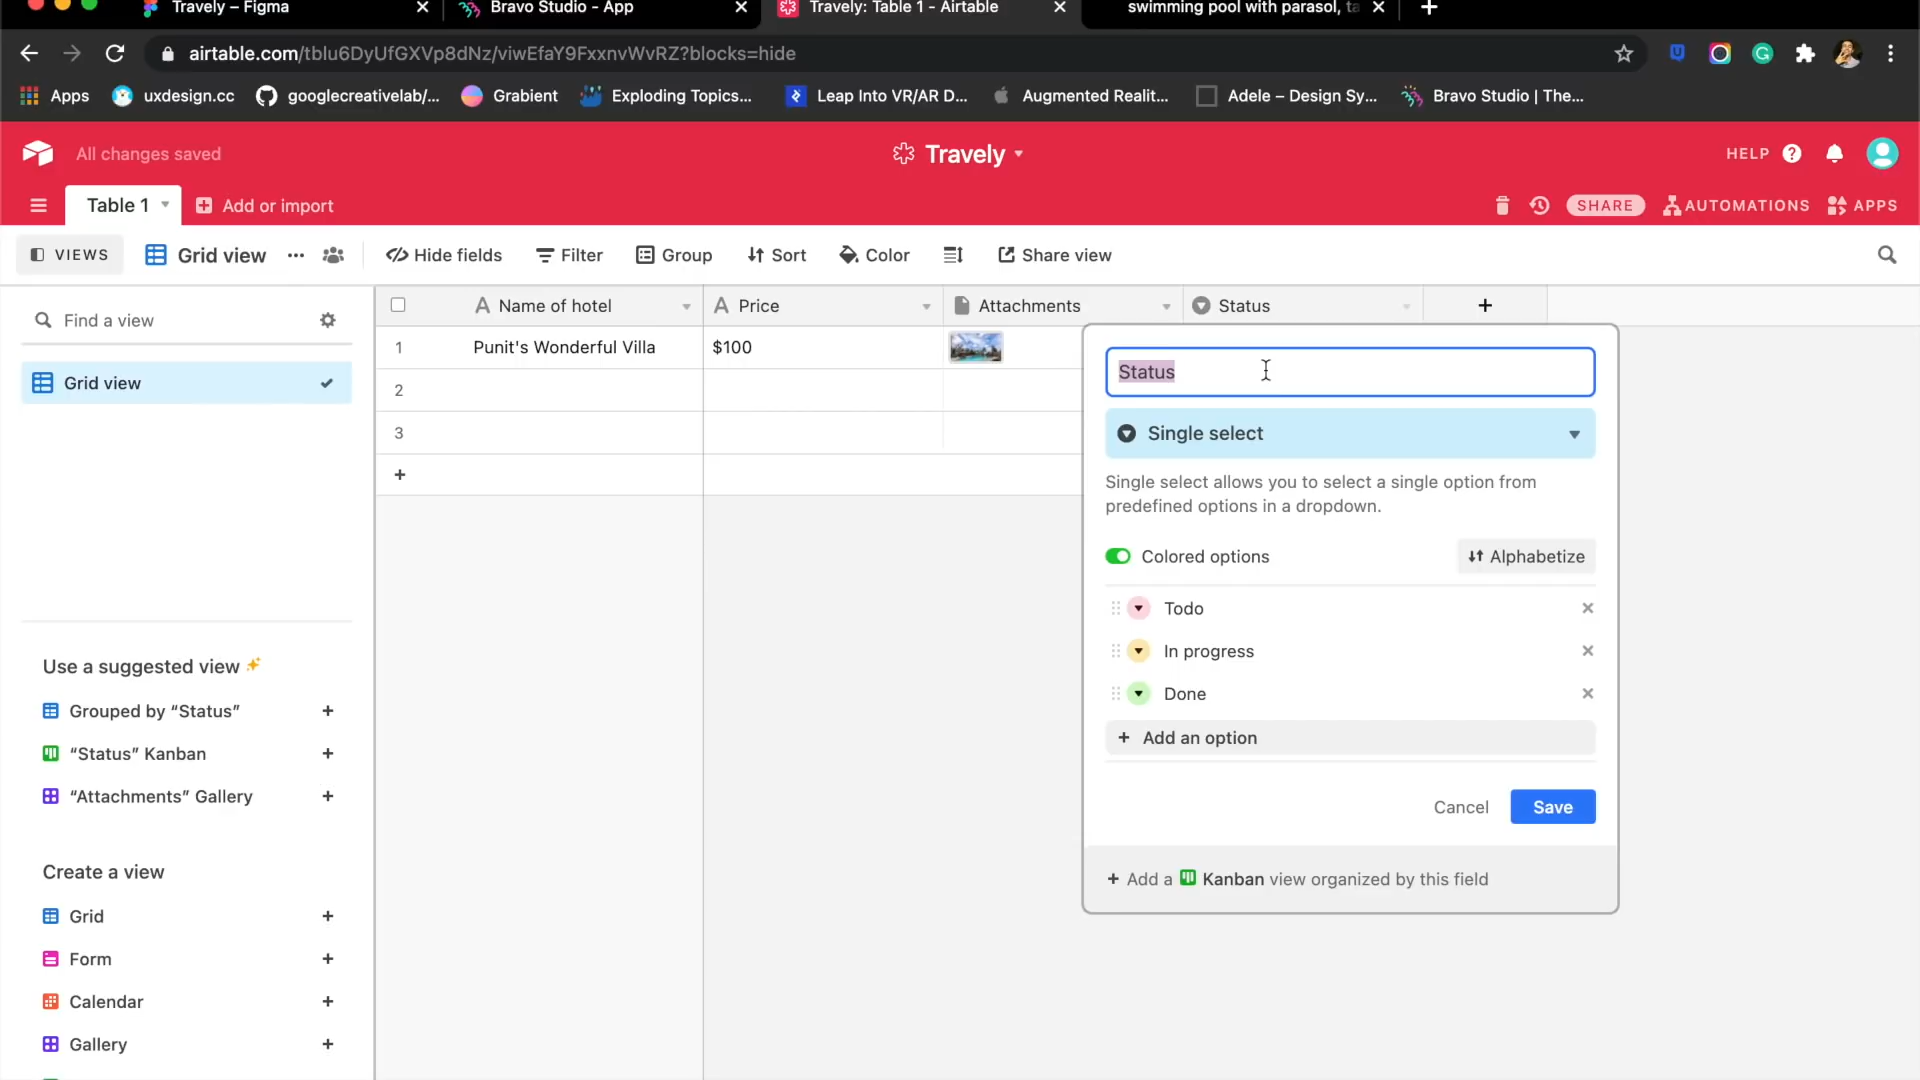 Travely – Figma
Bravo Studio - App
Travely: Table 1 - Airtable
swimming pool with parasol, ta
airtable.com/tblu6DyUfGXVp8dNz/viwEfaY9FxxnvWvRZ?blocks=hide
Apps
uxdesign.cc
googlecreativelab/...
Grabient
Exploding Topics...
Leap Into VR/AR D...
Augmented Realit...
Adele – Design Sy...
Bravo Studio | The...
All changes saved
Travely
HELP
Table 1
Add or import
SHARE
AUTOMATIONS
APPS
VIEWS
Grid view
Hide fields
Filter
Group
Sort
Color
Share view
Find a view
Grid view
Name of hotel
Price
Attachments
Status
1
Punit's Wonderful Villa
$100
2
3
Status
Single select
Single select allows you to select a single option from
predefined options in a dropdown.
Colored options
Alphabetize
Todo
In progress
Done
Add an option
Cancel
Save
Add a Kanban view organized by this field
Use a suggested view
Grouped by “Status”
“Status” Kanban
“Attachments” Gallery
Create a view
Grid
Form
Calendar
Gallery